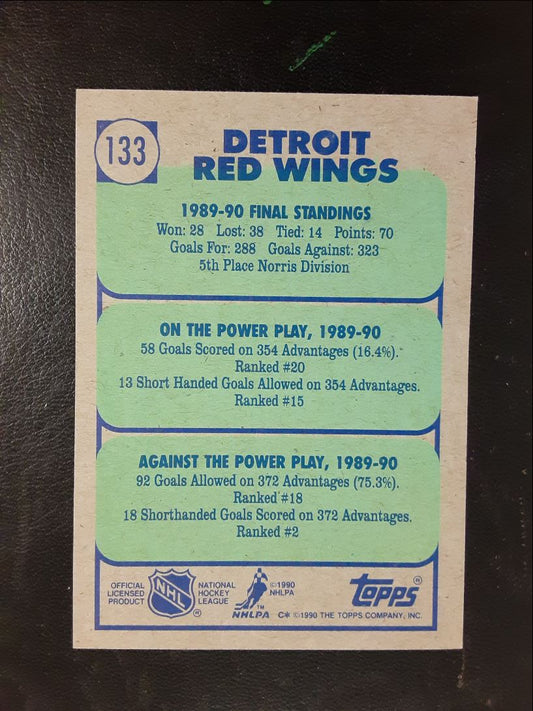 133
DETROIT
RED WINGS
1989-90 FINAL STANDINGS
Won: 28 Lost: 38 Tied: 14 Points: 70
Goals For: 288 Goals Against: 323
5th Place Norris Division
ON THE POWER PLAY, 1989-90
58 Goals Scored on 354 Advantages (16.4%).
Ranked #20
13 Short Handed Goals Allowed on 354 Advantages.
Ranked #15
AGAINST THE POWER PLAY, 1989-90
92 Goals Allowed on 372 Advantages (75.3%).
Ranked #18
18 Shorthanded Goals Scored on 372 Advantages.
Ranked #2
OFFICIAL
LICENSED
PRODUCT
NHL
®
NATIONAL
HOCKEY
LEAGUE
©1990
NHLPA
™
NHLPA
topps®
C* ©1990 THE TOPPS COMPANY, INC.